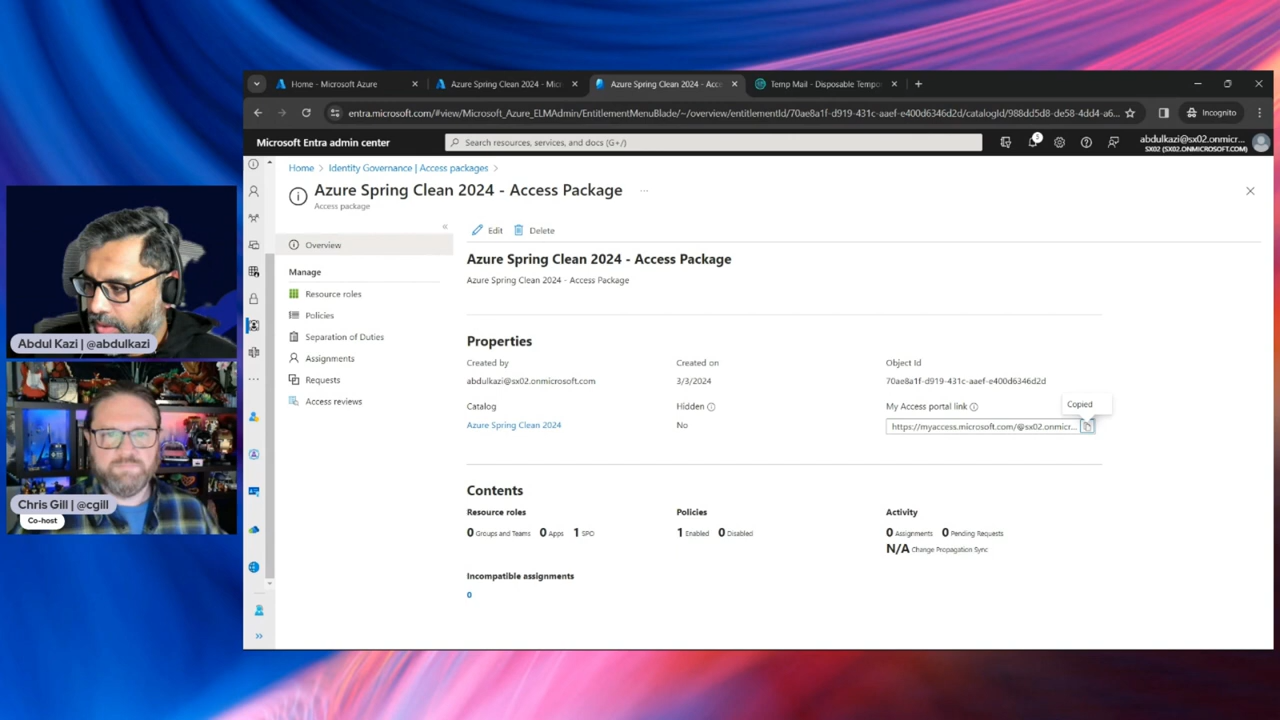 Home - Microsoft Azure
Azure Spring Clean 2024 - Mic
Azure Spring Clean 2024 - Acce
Temp Mail - Disposable Tempo
entra.microsoft.com/#view/Microsoft_Azure_ELMAdmin/EntitlementMenuBlade/~/overview/entitlementId/70ae8a1f-d919-431c-aaef-e400d6346d2d/catalogId/988dd5d8-de58-4dd4-a6...
Incognito
Microsoft Entra admin center
Search resources, services, and docs (G+/)
5
abdulkazi@sx02.onmicr...
SX02 (SX02.ONMICROSOFT.COM)
Home > Identity Governance | Access packages >
Azure Spring Clean 2024 - Access Package ...
Access package
Edit Delete
Overview
Manage
Resource roles
Policies
Separation of Duties
Assignments
Requests
Access reviews
Azure Spring Clean 2024 - Access Package
Azure Spring Clean 2024 - Access Package
Properties
Created by
abdulkazi@sx02.onmicrosoft.com
Created on
3/3/2024
Object Id
70ae8a1f-d919-431c-aaef-e400d6346d2d
Catalog
Azure Spring Clean 2024
Hidden
No
My Access portal link
Copied
https://myaccess.microsoft.com/@sx02.onmicr...
Contents
Resource roles
0 Groups and Teams 0 Apps 1 SPO
Policies
1 Enabled 0 Disabled
Activity
0 Assignments 0 Pending Requests
N/A Change Propagation Sync
Incompatible assignments
0
Abdul Kazi | @abdulkazi
Chris Gill | @cgill
Co-host